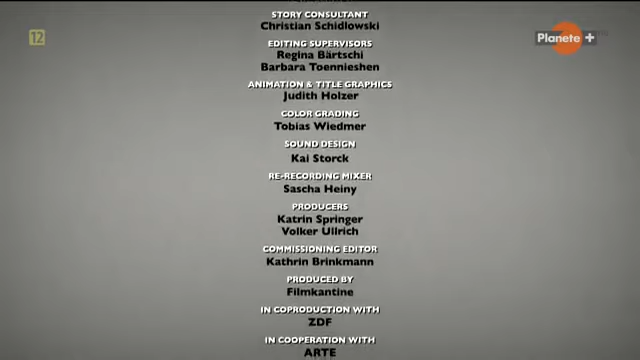 STORY CONSULTANT
Christian Schidlowski
EDITING SUPERVISORS
Regina Bärtschi
Barbara Toennieshen
ANIMATION & TITLE GRAPHICS
Judith Holzer
COLOR GRADING
Tobias Wiedmer
SOUND DESIGN
Kai Storck
RE-RECORDING MIXER
Sascha Heiny
PRODUCERS
Katrin Springer
Volker Ullrich
COMMISSIONING EDITOR
Kathrin Brinkmann
PRODUCED BY
Filmkantine
IN COPRODUCTION WITH
ZDF
IN COOPERATION WITH
ARTE
12
Planete +